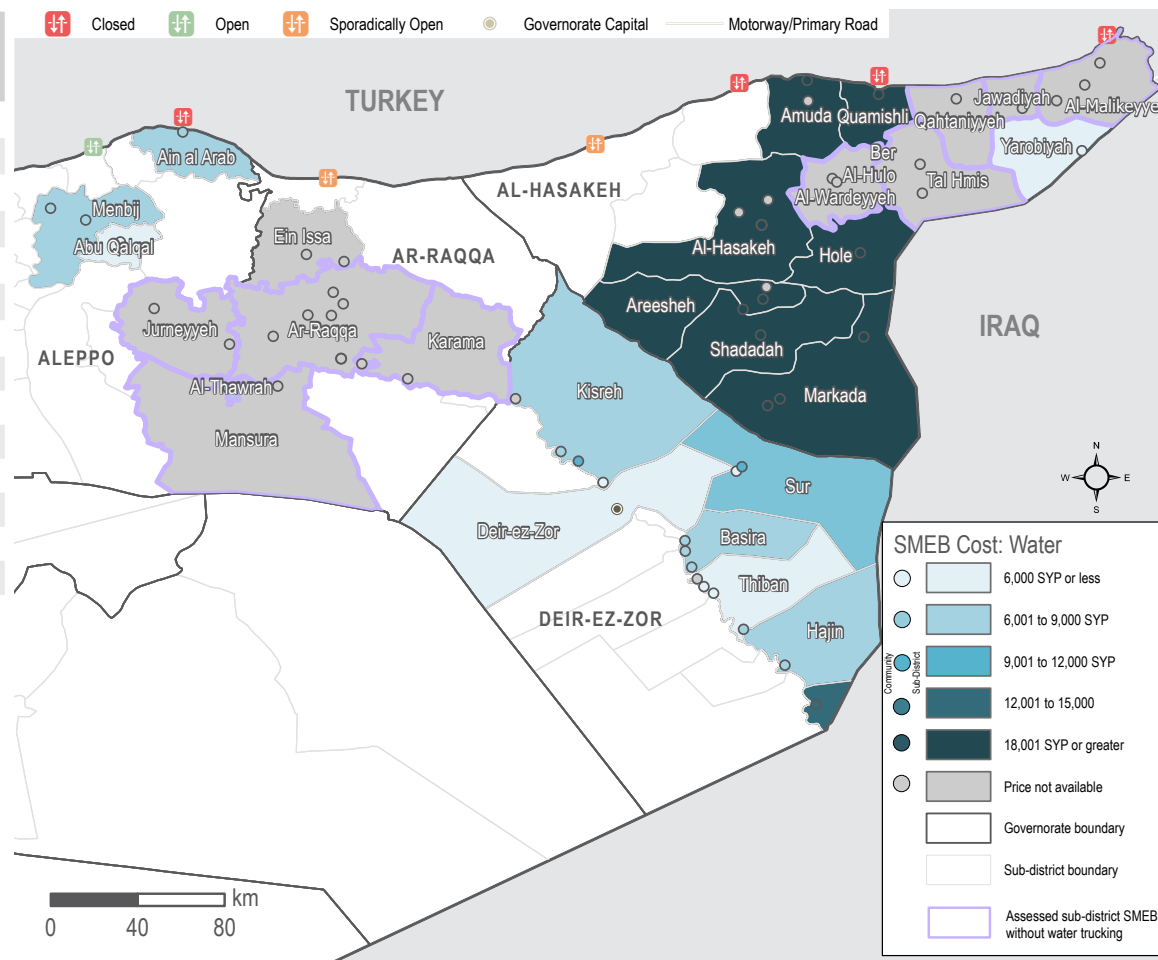 Closed
Open
Sporadically Open
Governorate Capital
Motorway/Primary Road
TURKEY
Amuda
Quamishli
Qahtaniyyeh
Jawadiyah
Al-Malikeyye
Yarobiyah
Ain al Arab
Ber
Al-Hulo
Al-Wardeyyeh
Tal Hmis
AL-HASAKEH
Menbij
Abu Qalqal
Ein Issa
AR-RAQQA
Al-Hasakeh
Hole
Areesheh
IRAQ
Jurneyyeh
Ar-Raqqa
Karama
Shadadah
ALEPPO
Al-Thawrah
Kisreh
Markada
Mansura
N
W
E
S
Sur
Deir-ez-Zor
Basira
Thiban
DEIR-EZ-ZOR
Hajin
SMEB Cost: Water
6,000 SYP or less
6,001 to 9,000 SYP
Community
Sub-District
9,001 to 12,000 SYP
12,001 to 15,000
18,001 SYP or greater
Price not available
Governorate boundary
Sub-district boundary
Assessed sub-district SMEB
without water trucking
km
0 40 80